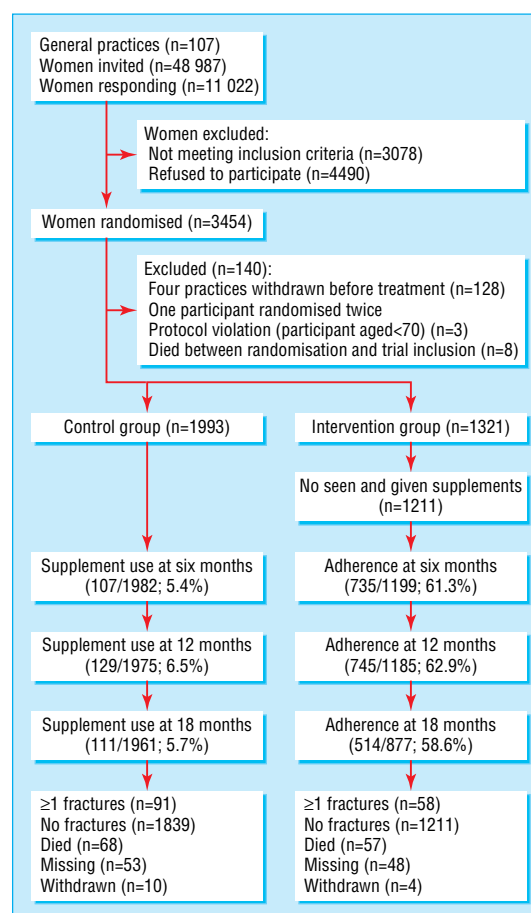 General practices (n=107)
Women invited (n=48 987)
Women responding (n=11 022)
Women excluded:
Not meeting inclusion criteria (n=3078)
Refused to participate (n=4490)
Women randomised (n=3454)
Excluded (n=140):
Four practices withdrawn before treatment (n=128)
One participant randomised twice
Protocol violation (participant aged<70) (n=3)
Died between randomisation and trial inclusion (n=8)
Control group (n=1993)
Intervention group (n=1321)
No seen and given supplements
(n=1211)
Supplement use at six months
(107/1982; 5.4%)
Adherence at six months
(735/1199; 61.3%)
Supplement use at 12 months
(129/1975; 6.5%)
Adherence at 12 months
(745/1185; 62.9%)
Supplement use at 18 months
(111/1961; 5.7%)
Adherence at 18 months
(514/877; 58.6%)
≥1 fractures (n=91)
No fractures (n=1839)
Died (n=68)
Missing (n=53)
Withdrawn (n=10)
≥1 fractures (n=58)
No fractures (n=1211)
Died (n=57)
Missing (n=48)
Withdrawn (n=4)